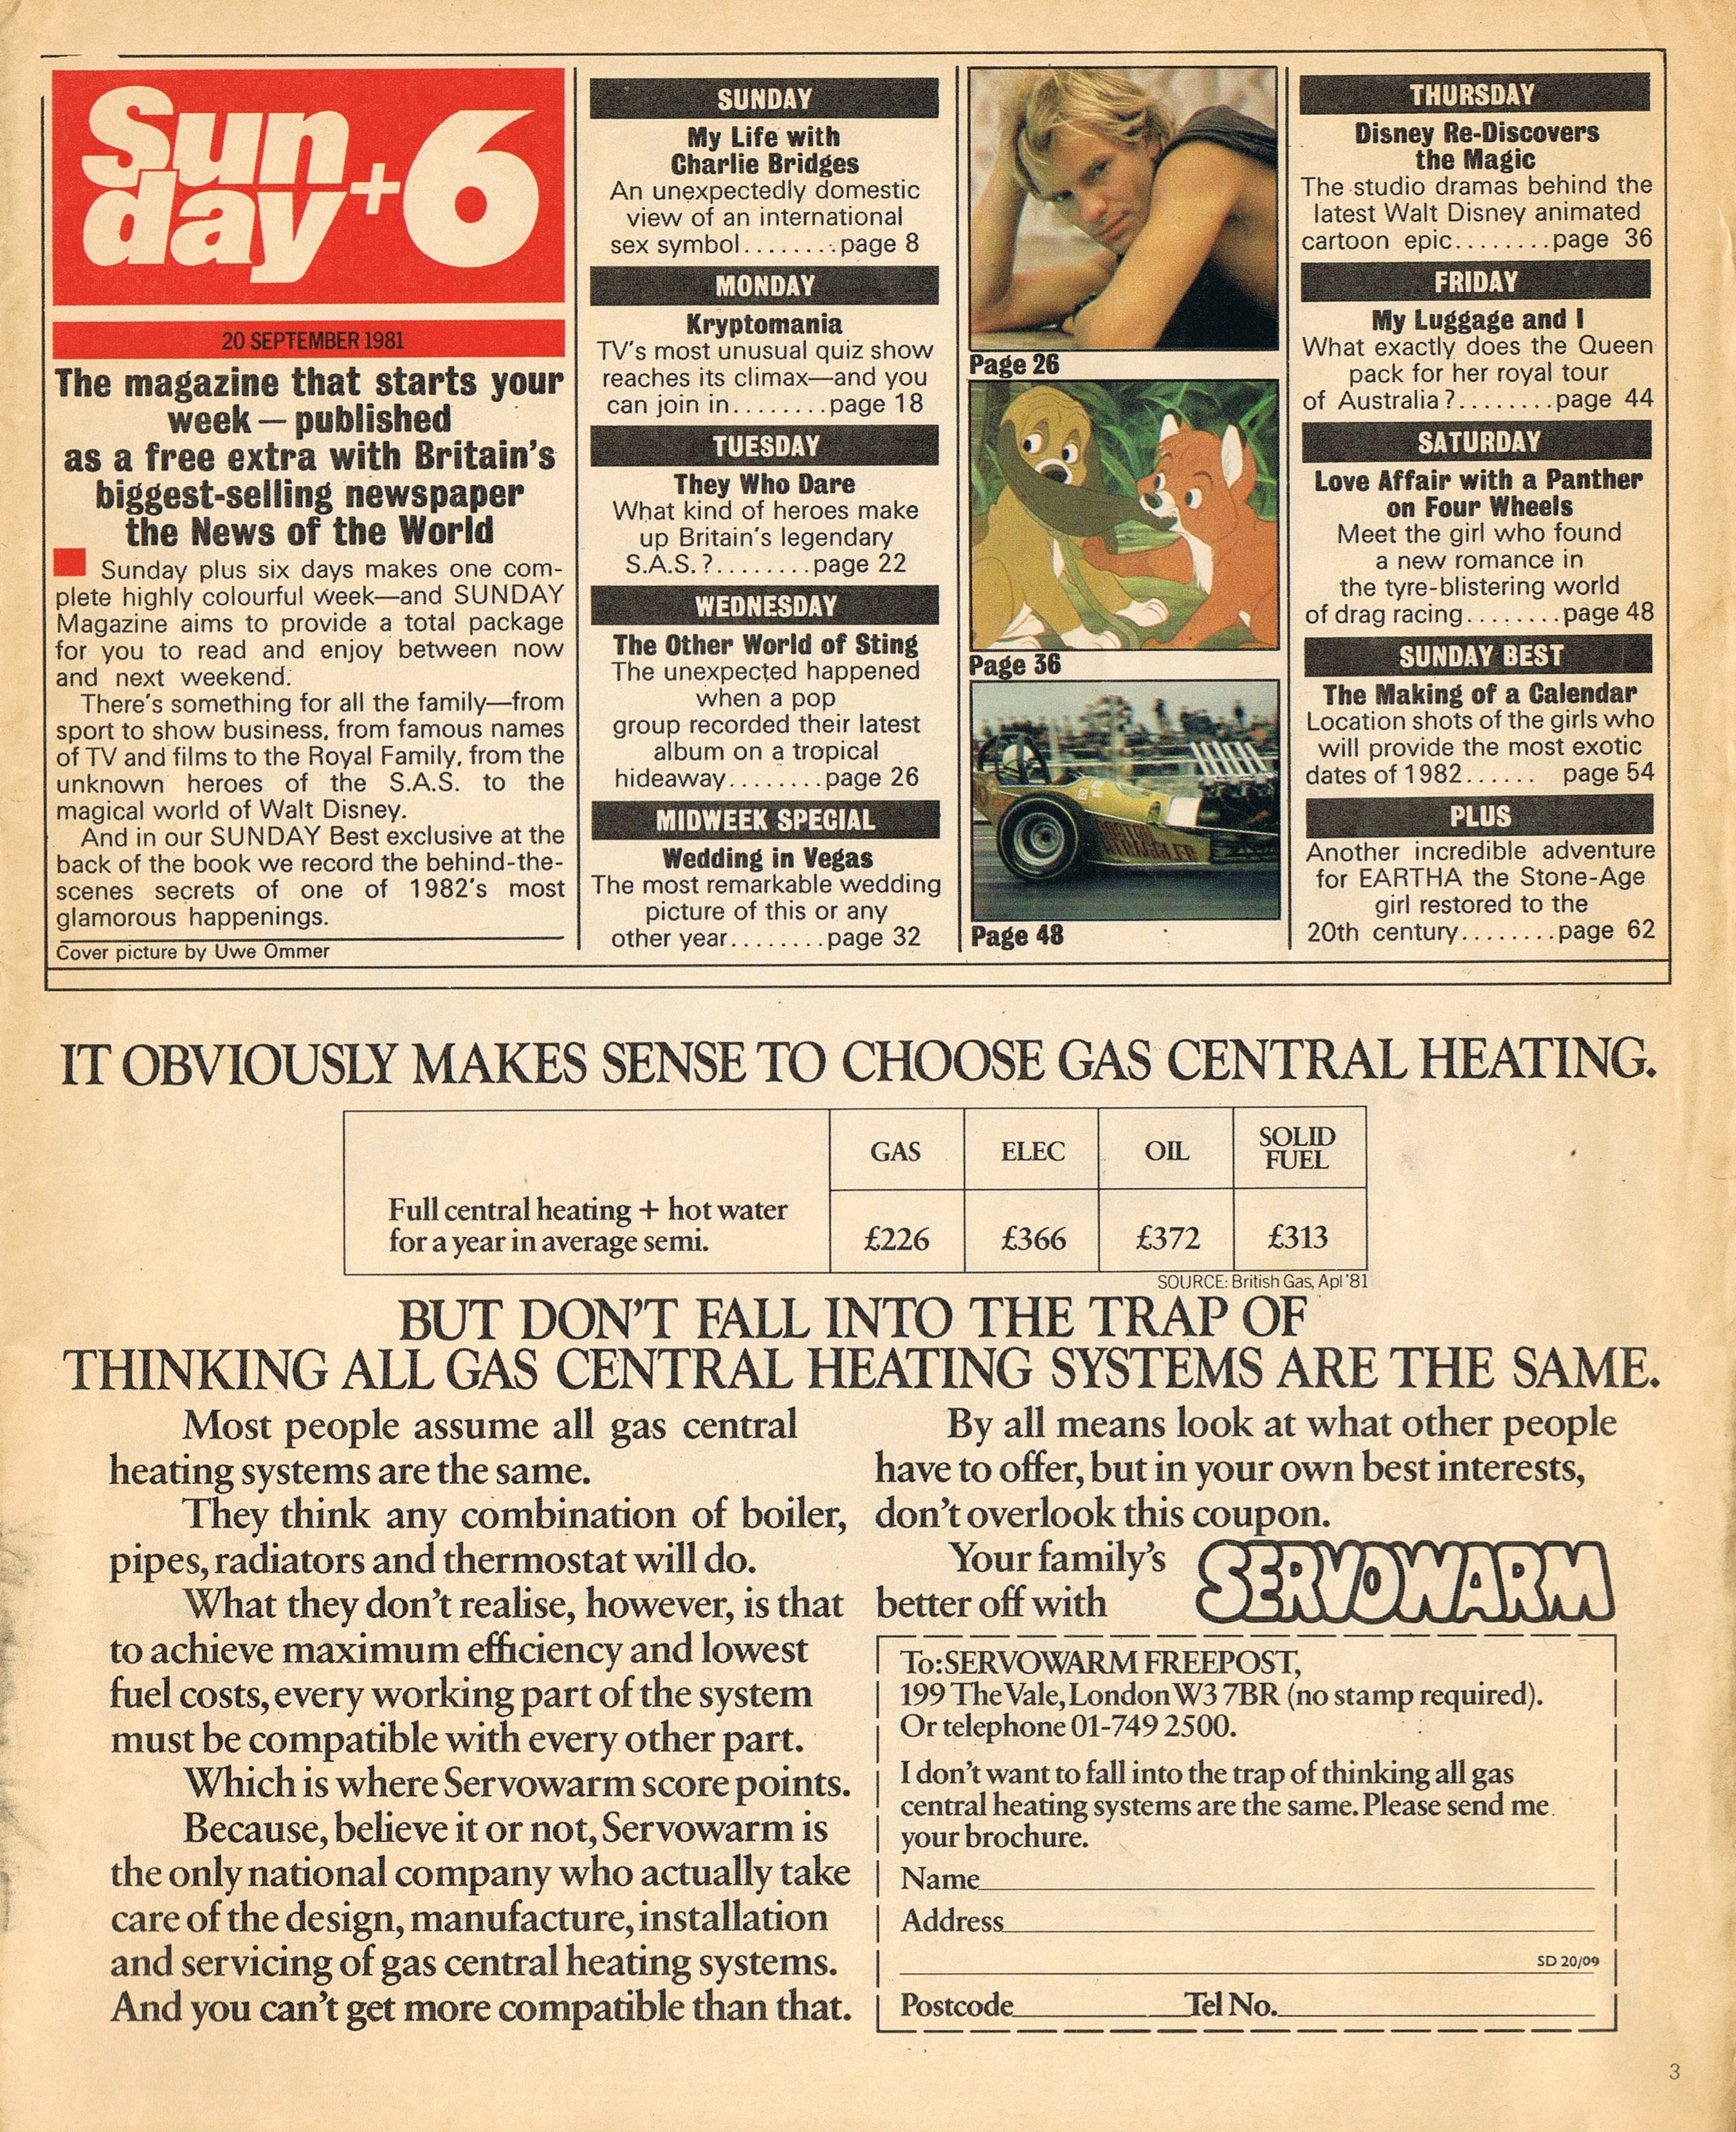 Sun
day+6
20 SEPTEMBER 1981
The magazine that starts your
week — published
as a free extra with Britain's
biggest-selling newspaper
the News of the World
Sunday plus six days makes one com-
plete highly colourful week—and SUNDAY
Magazine aims to provide a total package
for you to read and enjoy between now
and next weekend.
There's something for all the family—from
sport to show business, from famous names
of TV and films to the Royal Family, from the
unknown heroes of the S.A.S. to the
magical world of Walt Disney.
And in our SUNDAY Best exclusive at the
back of the book we record the behind-the-
scenes secrets of one of 1982's most
glamorous happenings.
Cover picture by Uwe Ommer
SUNDAY
My Life with
Charlie Bridges
An unexpectedly domestic
view of an international
sex symbol........page 8
MONDAY
Kryptomania
TV's most unusual quiz show
reaches its climax—and you
can join in........page 18
TUESDAY
They Who Dare
What kind of heroes make
up Britain's legendary
S.A.S.?........page 22
WEDNESDAY
The Other World of Sting
The unexpected happened
when a pop
group recorded their latest
album on a tropical
hideaway........page 26
MIDWEEK SPECIAL
Wedding in Vegas
The most remarkable wedding
picture of this or any
other year........page 32
Page 26
Page 36
Page 48
THURSDAY
Disney Re-Discovers
the Magic
The studio dramas behind the
latest Walt Disney animated
cartoon epic........page 36
FRIDAY
My Luggage and I
What exactly does the Queen
pack for her royal tour
of Australia?........page 44
SATURDAY
Love Affair with a Panther
on Four Wheels
Meet the girl who found
a new romance in
the tyre-blistering world
of drag racing........page 48
SUNDAY BEST
The Making of a Calendar
Location shots of the girls who
will provide the most exotic
dates of 1982...... page 54
PLUS
Another incredible adventure
for EARTHA the Stone-Age
girl restored to the
20th century........page 62
IT OBVIOUSLY MAKES SENSE TO CHOOSE GAS CENTRAL HEATING.
GAS ELEC OIL SOLID
FUEL
Full central heating + hot water
for a year in average semi.
£226 £366 £372 £313
SOURCE: British Gas, Apl '81
BUT DON'T FALL INTO THE TRAP OF
THINKING ALL GAS CENTRAL HEATING SYSTEMS ARE THE SAME.
Most people assume all gas central
heating systems are the same.
They think any combination of boiler,
pipes, radiators and thermostat will do.
What they don't realise, however, is that
to achieve maximum efficiency and lowest
fuel costs, every working part of the system
must be compatible with every other part.
Which is where Servowarm score points.
Because, believe it or not, Servowarm is
the only national company who actually take
care of the design, manufacture, installation
and servicing of gas central heating systems.
And you can't get more compatible than that.
By all means look at what other people
have to offer, but in your own best interests,
don't overlook this coupon.
Your family's
better off with SERVOWARM
To: SERVOWARM FREEPOST,
199 The Vale, London W3 7BR (no stamp required).
Or telephone 01-749 2500.
I don't want to fall into the trap of thinking all gas
central heating systems are the same. Please send me
your brochure.
Name
Address
SD 20/09
Postcode Tel No.
3